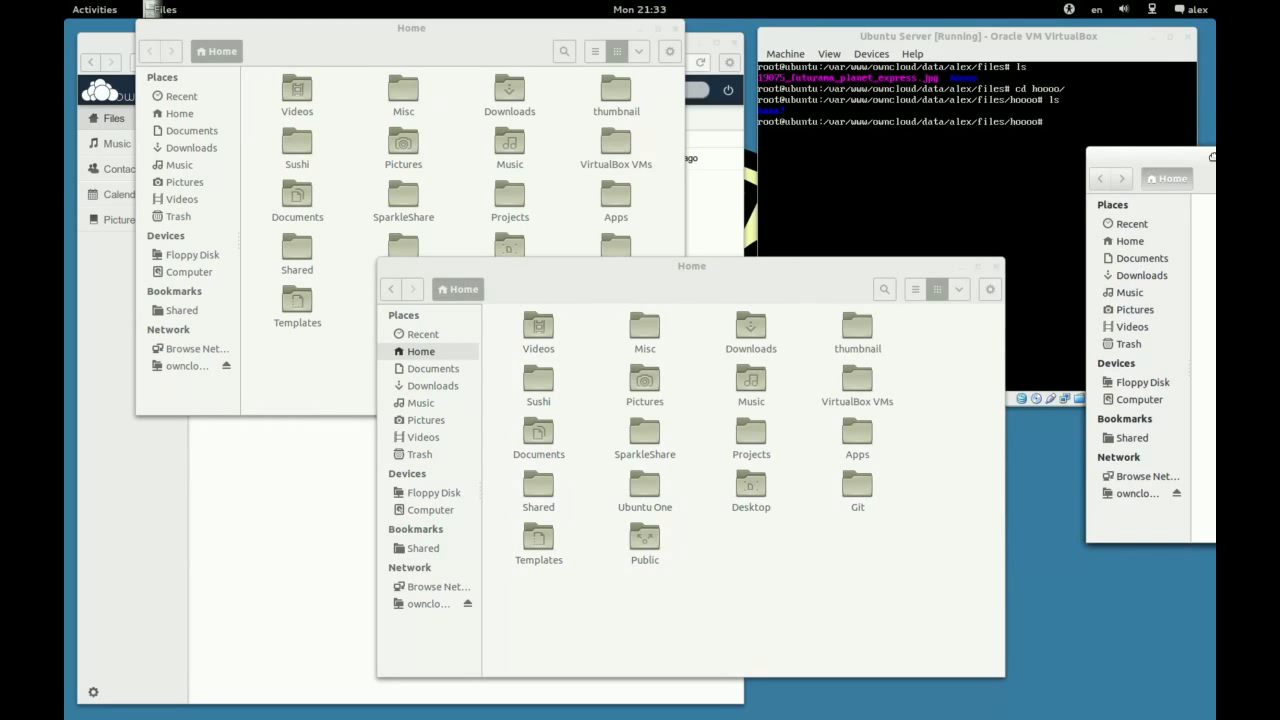 Activities
Files
Mon 21:33
en
alex
Home
Home
Places
Recent
Home
Documents
Downloads
Music
Pictures
Videos
Trash
Devices
Floppy Disk
Computer
Bookmarks
Shared
Network
Browse Net...
ownclo...
Videos
Misc
Downloads
thumbnail
Sushi
Pictures
Music
VirtualBox VMs
Documents
SparkleShare
Projects
Apps
Shared
Templates
Files
Music
Contac
Calend
Picture
ago
Ubuntu Server [Running] - Oracle VM VirtualBox
Machine View Devices Help
root@ubuntu:/var/www/owncloud/data/alex/files# ls
19075_futurama_planet_express.jpg hoooo
root@ubuntu:/var/www/owncloud/data/alex/files# cd hoooo/
root@ubuntu:/var/www/owncloud/data/alex/files/hoooo# ls
root@ubuntu:/var/www/owncloud/data/alex/files/hoooo#
Home
Home
Places
Recent
Home
Documents
Downloads
Music
Pictures
Videos
Trash
Devices
Floppy Disk
Computer
Bookmarks
Shared
Network
Browse Net...
ownclo...
Videos
Misc
Downloads
thumbnail
Sushi
Pictures
Music
VirtualBox VMs
Documents
SparkleShare
Projects
Apps
Shared
Ubuntu One
Desktop
Git
Templates
Public
Home
Places
Recent
Home
Documents
Downloads
Music
Pictures
Videos
Trash
Devices
Floppy Disk
Computer
Bookmarks
Shared
Network
Browse Net...
ownclo...